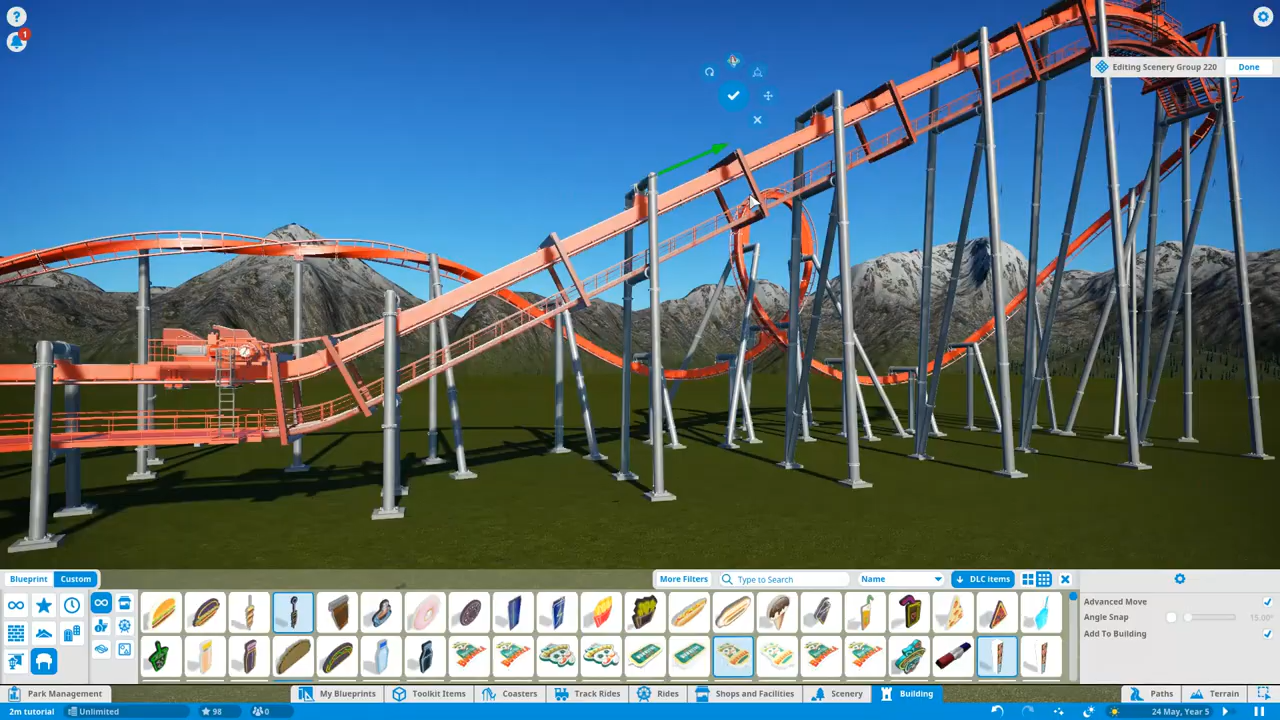 ?
1
Editing Scenery Group 220
Done
Blueprint
Custom
More Filters
Type to Search
Name
DLC items
Advanced Move
Angle Snap
15.00°
Add To Building
Park Management
My Blueprints
Toolkit Items
Coasters
Track Rides
Rides
Shops and Facilities
Scenery
Building
Paths
Terrain
2m tutorial
Unlimited
98
0
24 May, Year 5